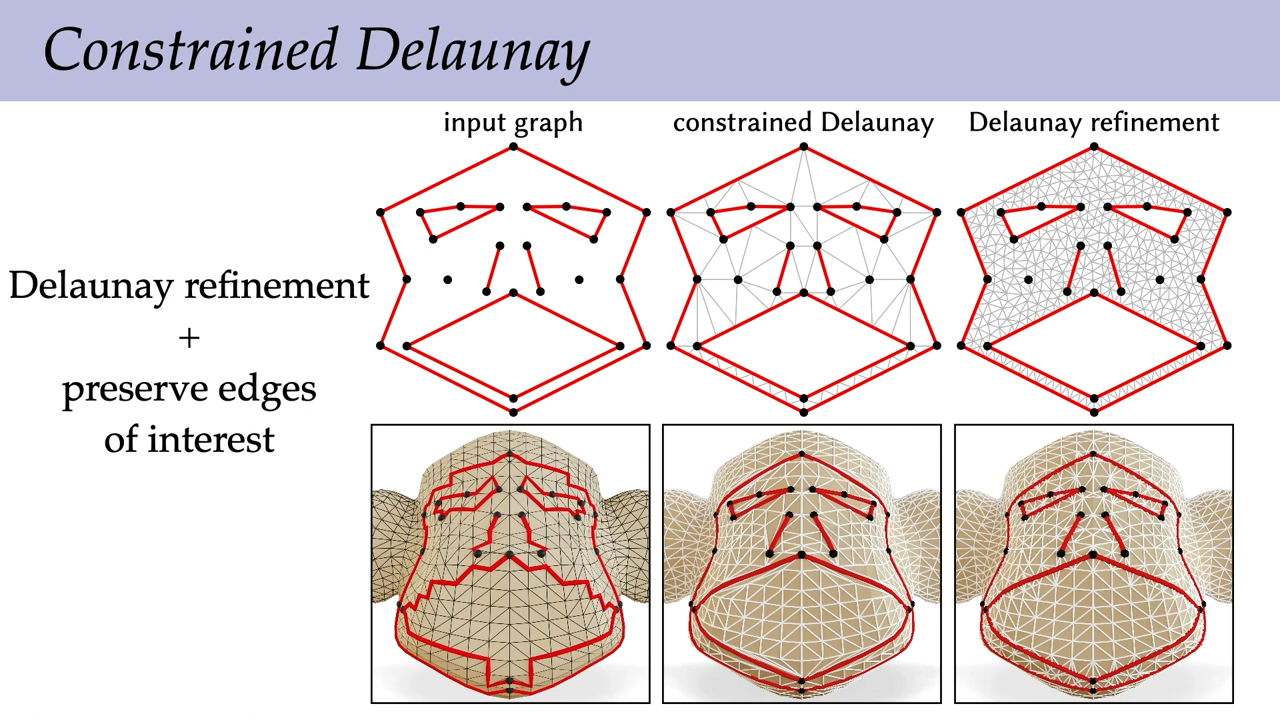 Constrained Delaunay
input graph
constrained Delaunay
Delaunay refinement
Delaunay refinement
+
preserve edges
of interest